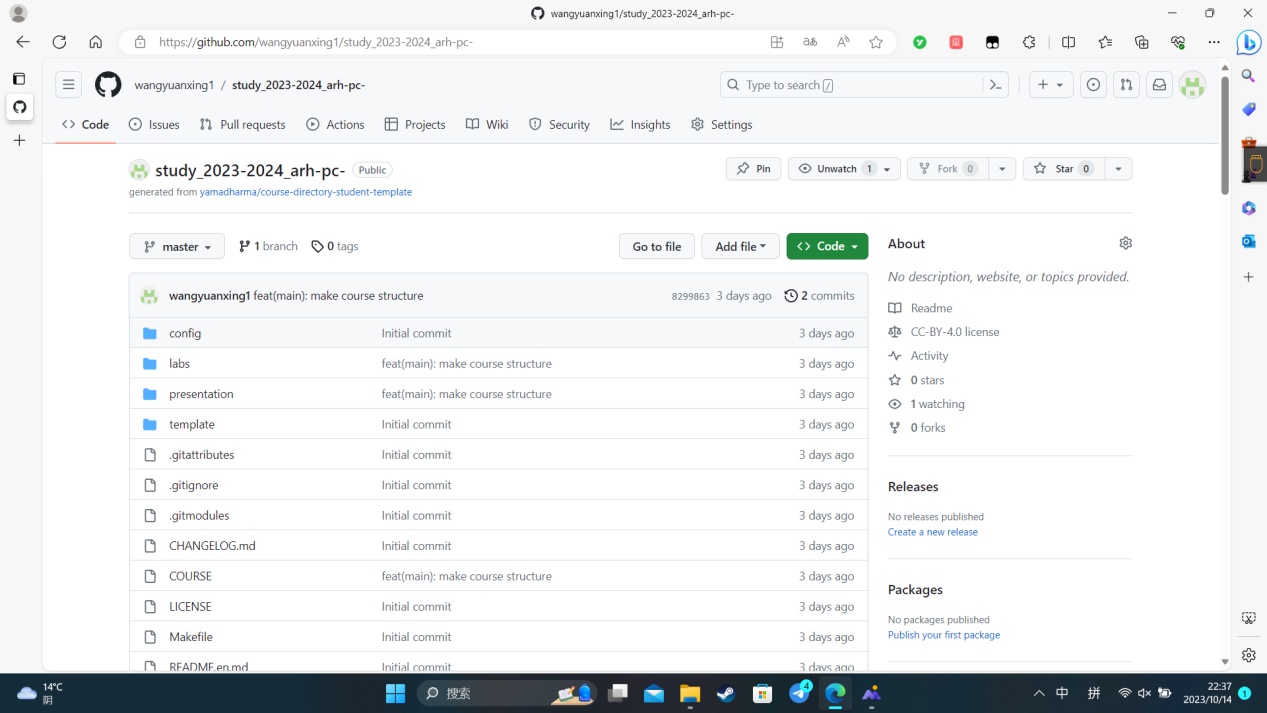 wangyuanxing1/study_2023-2024_arh-pc-
https://github.com/wangyuanxing1/study_2023-2024_arh-pc-
wangyuanxing1 / study_2023-2024_arh-pc-
Type to search /
Code Issues Pull requests Actions Projects Wiki Security Insights Settings
study_2023-2024_arh-pc- Public
Pin Unwatch 1 Fork 0 Star 0
generated from yamadharma/course-directory-student-template
master 1 branch 0 tags Go to file Add file Code
wangyuanxing1 feat(main): make course structure 8299863 3 days ago 2 commits
config Initial commit 3 days ago
labs feat(main): make course structure 3 days ago
presentation feat(main): make course structure 3 days ago
template Initial commit 3 days ago
.gitattributes Initial commit 3 days ago
.gitignore Initial commit 3 days ago
.gitmodules Initial commit 3 days ago
CHANGELOG.md Initial commit 3 days ago
COURSE feat(main): make course structure 3 days ago
LICENSE Initial commit 3 days ago
Makefile Initial commit 3 days ago
README.en.md Initial commit 3 days ago
About
No description, website, or topics provided.
Readme
CC-BY-4.0 license
Activity
0 stars
1 watching
0 forks
Releases
No releases published
Create a new release
Packages
No packages published
Publish your first package
14°C
阴
搜索
4
中
拼
22:37
2023/10/14
1